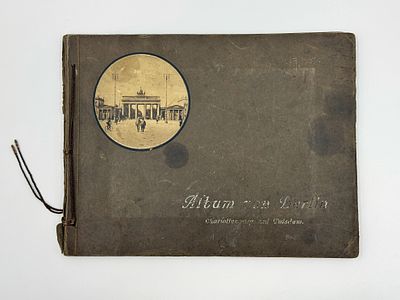 Album von Berlin
Charlottenburg und Potsdam.